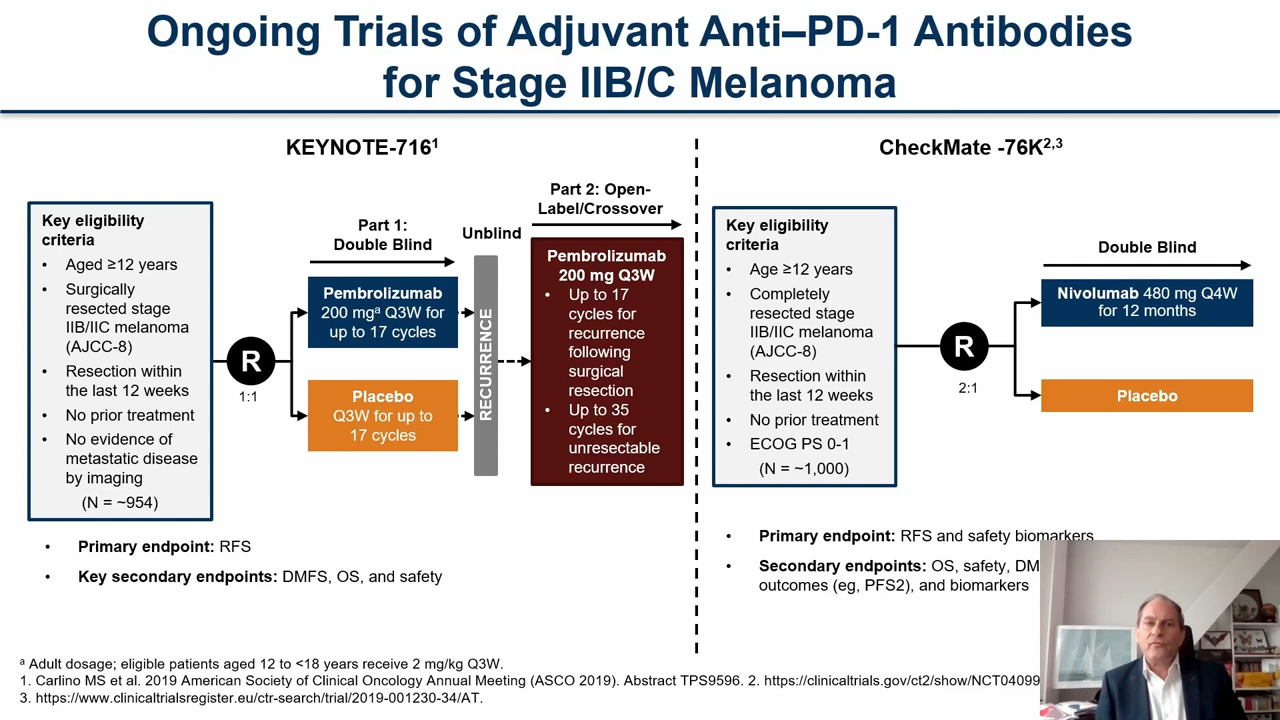 Ongoing Trials of Adjuvant Anti–PD-1 Antibodies
for Stage IIB/C Melanoma
KEYNOTE-716¹
Key eligibility
criteria
• Aged ≥12 years
• Surgically
resected stage
IIB/IIC melanoma
(AJCC-8)
• Resection within
the last 12 weeks
• No prior treatment
• No evidence of
metastatic disease
by imaging
(N = ~954)
R
1:1
Part 1:
Double Blind
Pembrolizumab
200 mgᵃ Q3W for
up to 17 cycles
Placebo
Q3W for up to
17 cycles
Unblind
RECURRENCE
Part 2: Open-
Label/Crossover
Pembrolizumab
200 mg Q3W
• Up to 17
cycles for
recurrence
following
surgical
resection
• Up to 35
cycles for
unresectable
recurrence
• Primary endpoint: RFS
• Key secondary endpoints: DMFS, OS, and safety
CheckMate -76K²,³
Key eligibility
criteria
• Age ≥12 years
• Completely
resected stage
IIB/IIC melanoma
(AJCC-8)
• Resection within
the last 12 weeks
• No prior treatment
• ECOG PS 0-1
(N = ~1,000)
R
2:1
Double Blind
Nivolumab 480 mg Q4W
for 12 months
Placebo
• Primary endpoint: RFS and safety biomarkers
• Secondary endpoints: OS, safety, DM
outcomes (eg, PFS2), and biomarkers
ᵃ Adult dosage; eligible patients aged 12 to <18 years receive 2 mg/kg Q3W.
1. Carlino MS et al. 2019 American Society of Clinical Oncology Annual Meeting (ASCO 2019). Abstract TPS9596. 2. https://clinicaltrials.gov/ct2/show/NCT04099
3. https://www.clinicaltrialsregister.eu/ctr-search/trial/2019-001230-34/AT.